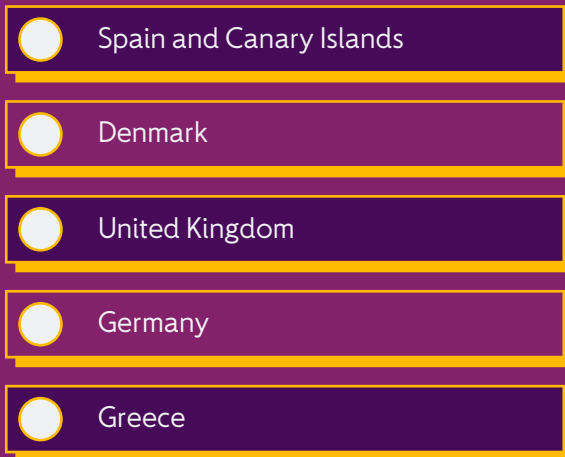 Spain and Canary Islands
Denmark
United Kingdom
Germany
Greece